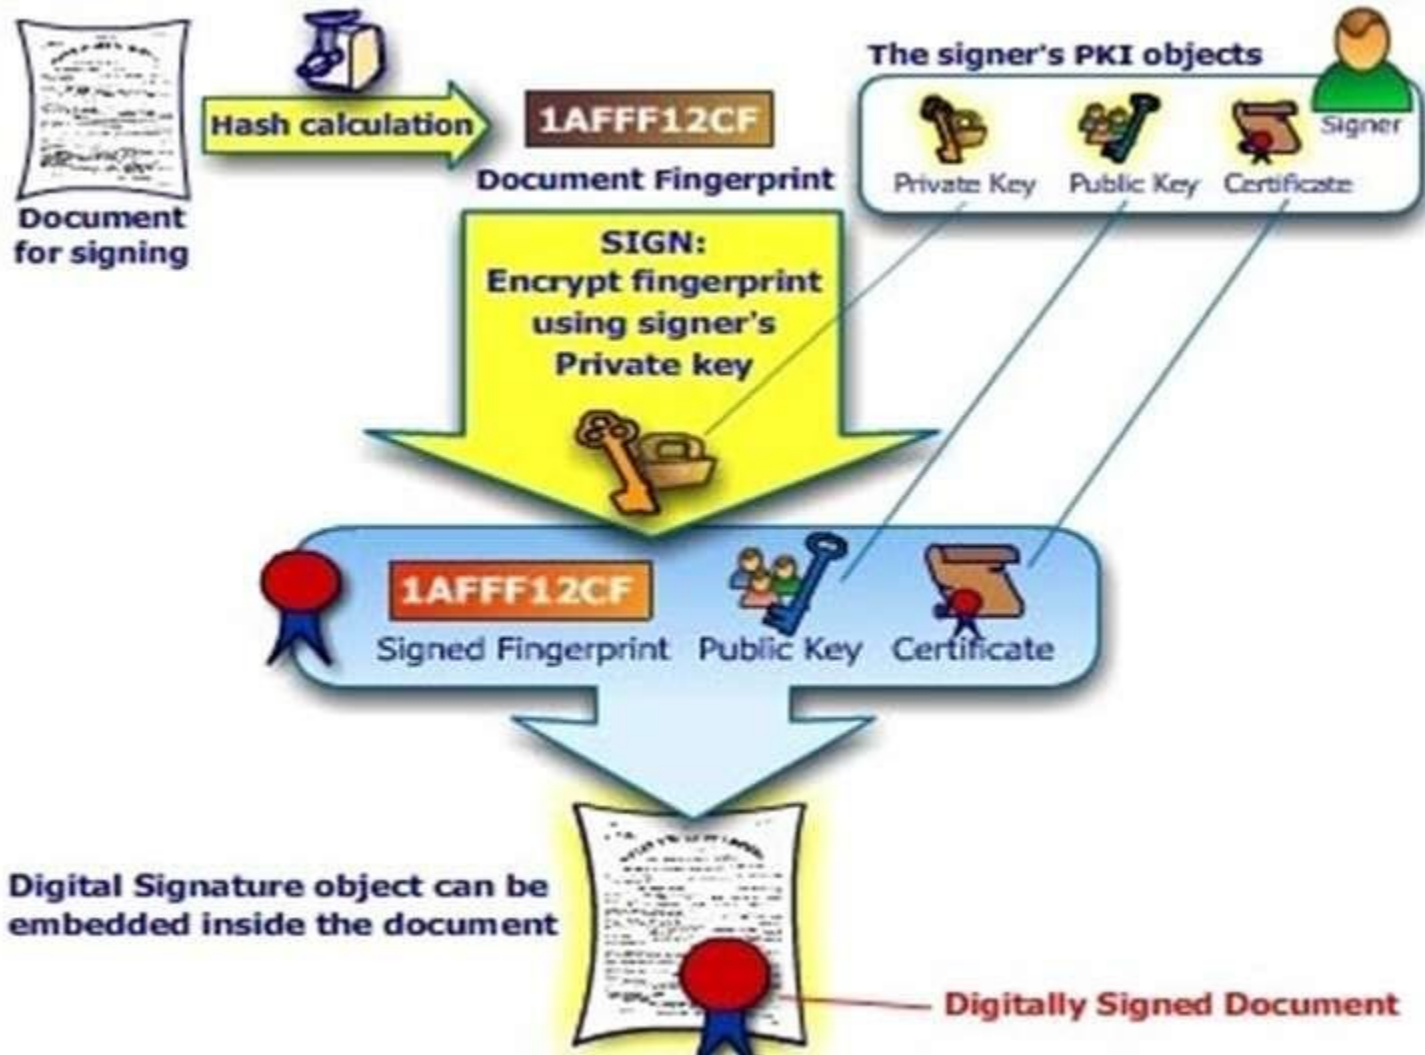 The signer's PKI objects
Hash calculation
1AFFF12CF
Document Fingerprint
Signer
Private Key
Public Key
Certificate
Document
for signing
SIGN:
Encrypt fingerprint
using signer's
Private key
1AFFF12CF
Signed Fingerprint
Public Key
Certificate
Digital Signature object can be
embedded inside the document
Digitally Signed Document